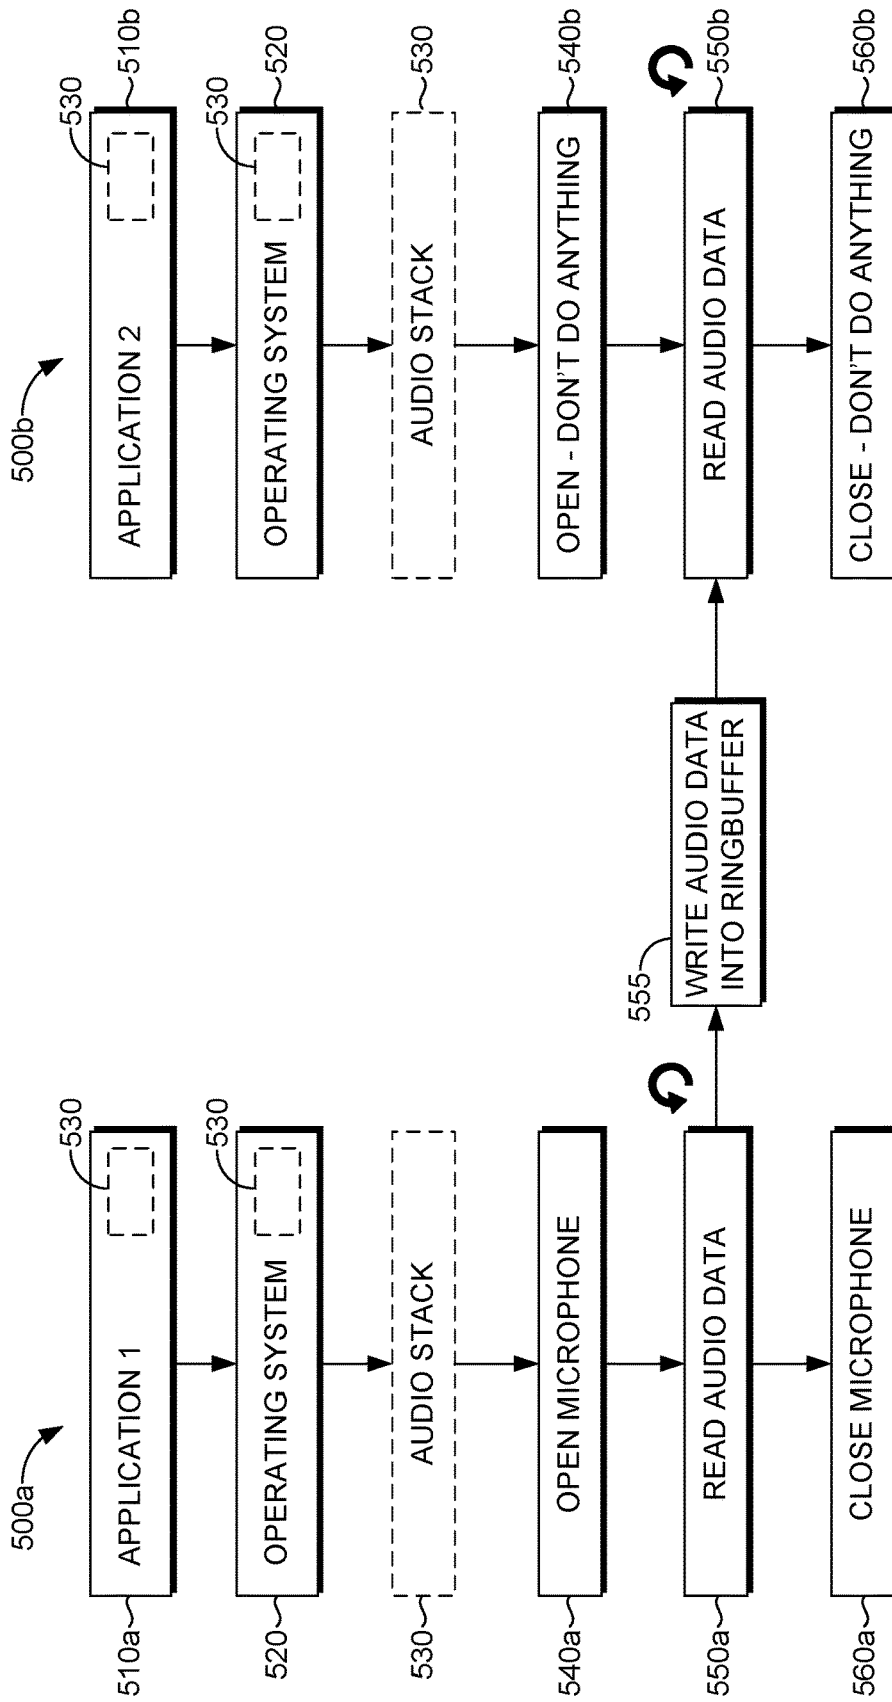 500a
510a
APPLICATION 1
530
520
OPERATING SYSTEM
530
530
AUDIO STACK
540a
OPEN MICROPHONE
550a
READ AUDIO DATA
560a
CLOSE MICROPHONE
555
WRITE AUDIO DATA
INTO RINGBUFFER
500b
APPLICATION 2
530
510b
OPERATING SYSTEM
530
520
AUDIO STACK
530
OPEN - DON'T DO ANYTHING
540b
READ AUDIO DATA
550b
CLOSE - DON'T DO ANYTHING
560b